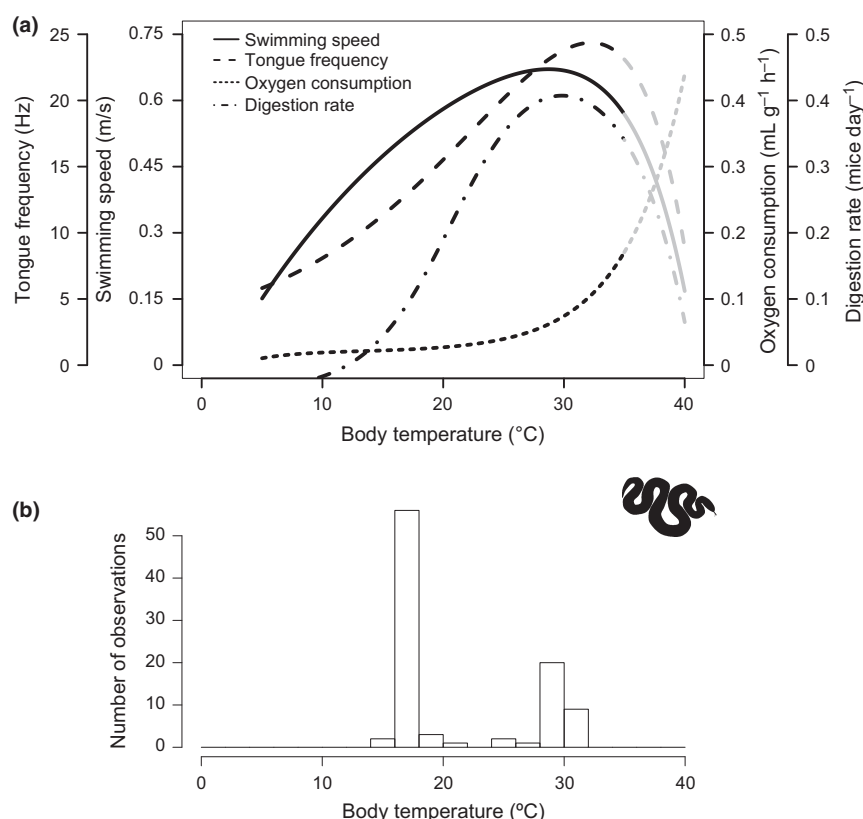 (a)
Swimming speed
Tongue frequency
Oxygen consumption
Digestion rate
Tongue frequency (Hz)
25
20
15
10
5
0
Swimming speed (m/s)
0.75
0.6
0.45
0.3
0.15
0
0.5
0.4
0.3
0.2
0.1
0
Oxygen consumption (mL g⁻¹ h⁻¹)
0.5
0.4
0.3
0.2
0.1
0
Digestion rate (mice day⁻¹)
0 10 20 30 40
Body temperature (°C)
(b)
Number of observations
50
40
30
20
10
0
0 10 20 30 40
Body temperature (ºC)